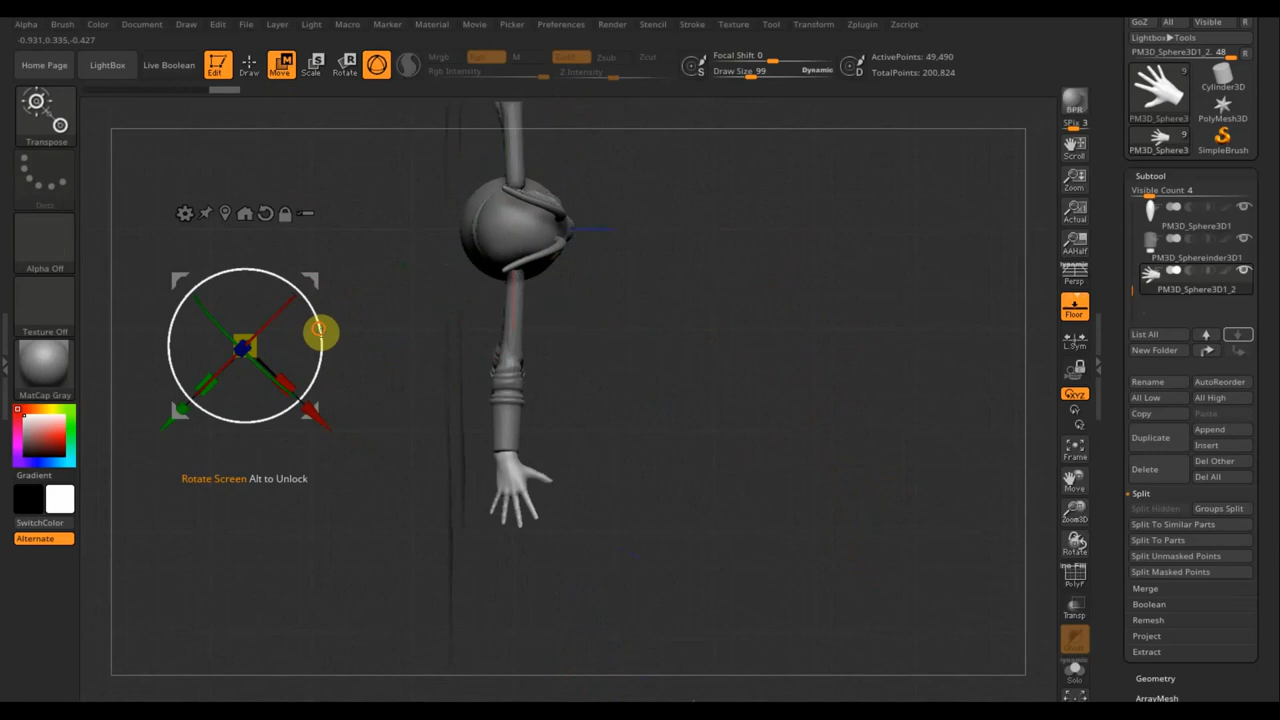 Alpha Brush Color Document Draw Edit File Layer Light Macro Marker Material Movie Picker Preferences Render Stencil Stroke Texture Tool Transform Zplugin Zscript
-0.931,0.335,-0.427
Home Page LightBox Live Boolean Edit Draw Move Scale Rotate
Mrgb Rgb M Zadd Zsub Zcut
Rgb Intensity Z Intensity
S
Focal Shift 0
Draw Size 99 Dynamic
D
ActivePoints: 49,490
TotalPoints: 200,824
Transpose
Dots
Alpha Off
Texture Off
MatCap Gray
Gradient
SwitchColor
Alternate
Rotate Screen Alt to Unlock
BPR
SPix 3
Scroll
Zoom
Actual
AAHalf
Dynamic
Persp
Floor
L.Sym
XYZ
Frame
Move
Zoom3D
Rotate
PolyF
Transp
Ghost
Dynamic
Solo
GoZ All Visible R
Lightbox▶Tools
PM3D_Sphere3D1_2. 48 R
9
PM3D_Sphere3
Cylinder3D
PolyMesh3D
9
PM3D_Sphere3
SimpleBrush
Subtool
Visible Count 4
PM3D_Sphere3D1
PM3D_Sphereinder3D1
PM3D_Sphere3D1_2
List All
New Folder
Rename AutoReorder
All Low All High
Copy Paste
Duplicate Append
Insert
Delete Del Other
Del All
Split
Split Hidden Groups Split
Split To Similar Parts
Split To Parts
Split Unmasked Points
Split Masked Points
Merge
Boolean
Remesh
Project
Extract
Geometry
ArrayMesh